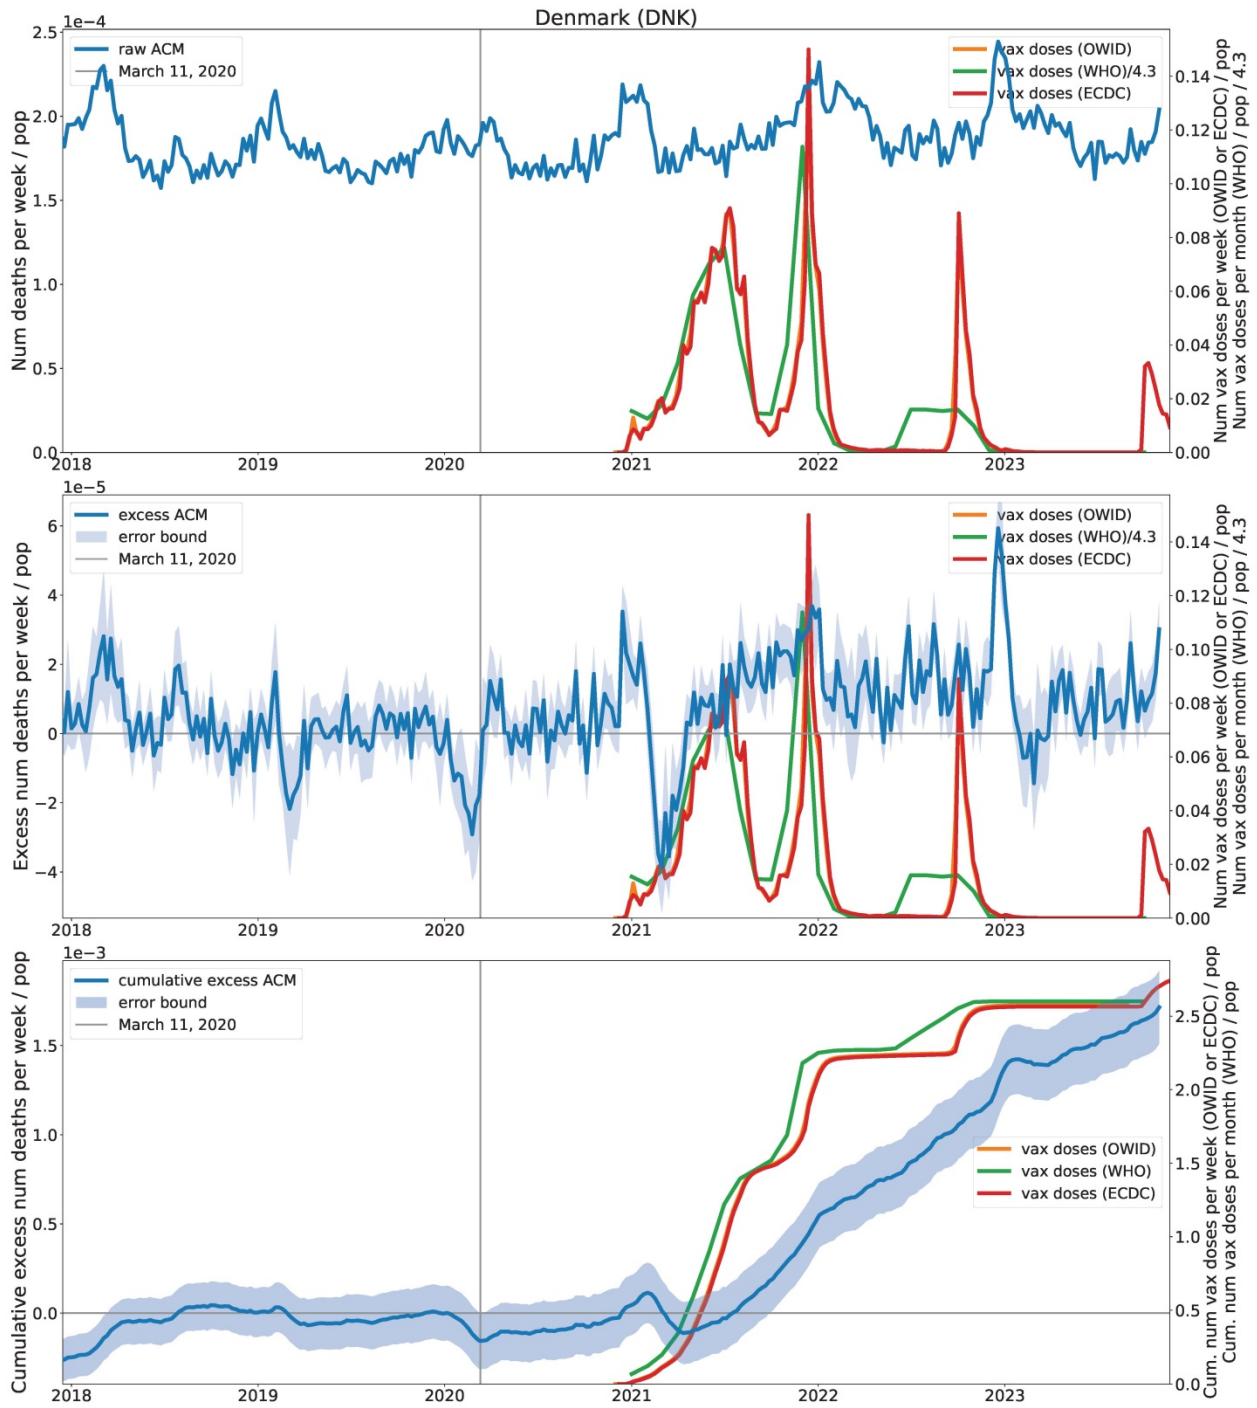 Denmark (DNK)
1e−4
raw ACM
March 11, 2020
vax doses (OWID)
vax doses (WHO)/4.3
vax doses (ECDC)
Num deaths per week / pop
2.5
2.0
1.5
1.0
0.5
0.0
Num vax doses per week (OWID or ECDC) / pop
Num vax doses per month (WHO) / pop / 4.3
0.14
0.12
0.10
0.08
0.06
0.04
0.02
0.00
2018 2019 2020 2021 2022 2023
1e−5
excess ACM
error bound
March 11, 2020
vax doses (OWID)
vax doses (WHO)/4.3
vax doses (ECDC)
Excess num deaths per week / pop
6
4
2
0
−2
−4
Num vax doses per week (OWID or ECDC) / pop
Num vax doses per month (WHO) / pop / 4.3
0.14
0.12
0.10
0.08
0.06
0.04
0.02
0.00
2018 2019 2020 2021 2022 2023
1e−3
cumulative excess ACM
error bound
March 11, 2020
vax doses (OWID)
vax doses (WHO)
vax doses (ECDC)
Cumulative excess num deaths per week / pop
1.5
1.0
0.5
0.0
Cum. num vax doses per week (OWID or ECDC) / pop
Cum. num vax doses per month (WHO) / pop
2.5
2.0
1.5
1.0
0.5
0.0
2018 2019 2020 2021 2022 2023